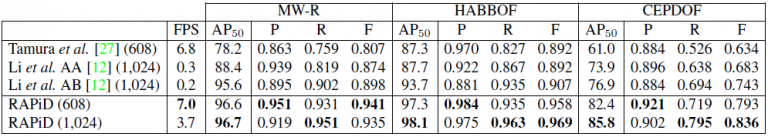 MW-R HABBOF CEPDOF
FPS AP50 P R F AP50 P R F AP50 P R F
Tamura et al. [27] (608) 6.8 78.2 0.863 0.759 0.807 87.3 0.970 0.827 0.892 61.0 0.884 0.526 0.634
Li et al. AA [12] (1,024) 0.3 88.4 0.939 0.819 0.874 87.7 0.922 0.867 0.892 73.9 0.896 0.638 0.683
Li et al. AB [12] (1,024) 0.2 95.6 0.895 0.902 0.898 93.7 0.881 0.935 0.907 76.9 0.884 0.694 0.743
RAPiD (608) 7.0 96.6 0.951 0.931 0.941 97.3 0.984 0.935 0.958 82.4 0.921 0.719 0.793
RAPiD (1,024) 3.7 96.7 0.919 0.951 0.935 98.1 0.975 0.963 0.969 85.8 0.902 0.795 0.836